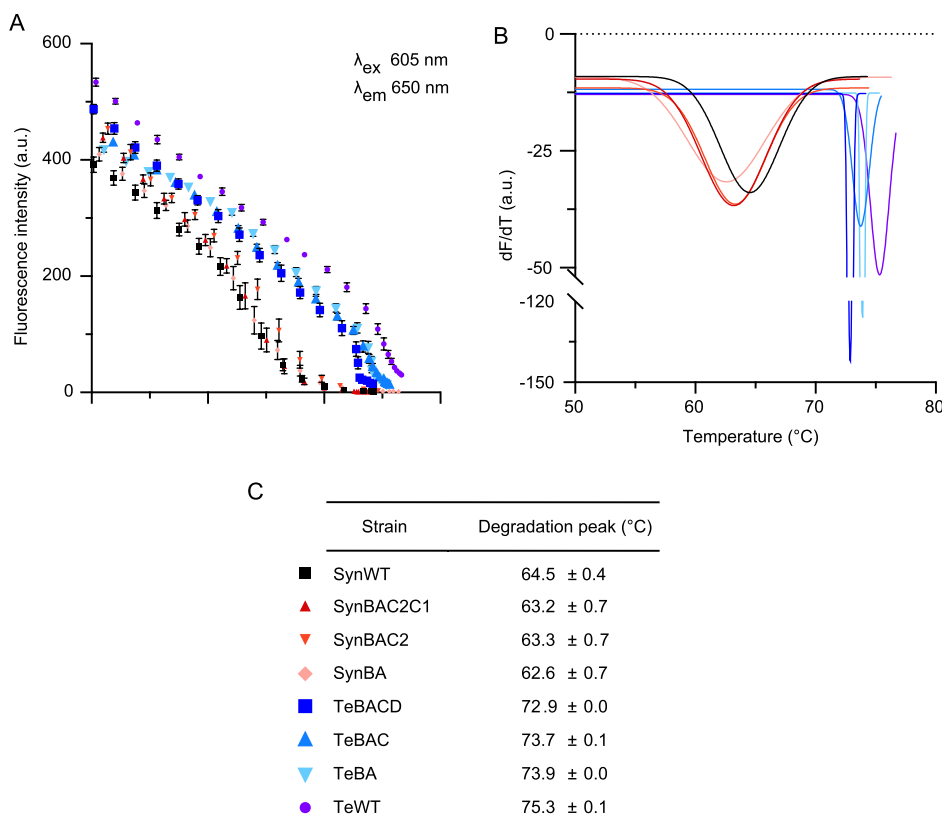 A
600
400
200
0
Fluorescence intensity (a.u.)
λex 605 nm
λem 650 nm
B
0
-25
-50
-120
-150
dF/dT (a.u.)
50
60
70
80
Temperature (°C)
C
Strain Degradation peak (°C)
SynWT 64.5 ± 0.4
SynBAC2C1 63.2 ± 0.7
SynBAC2 63.3 ± 0.7
SynBA 62.6 ± 0.7
TeBACD 72.9 ± 0.0
TeBAC 73.7 ± 0.1
TeBA 73.9 ± 0.0
TeWT 75.3 ± 0.1